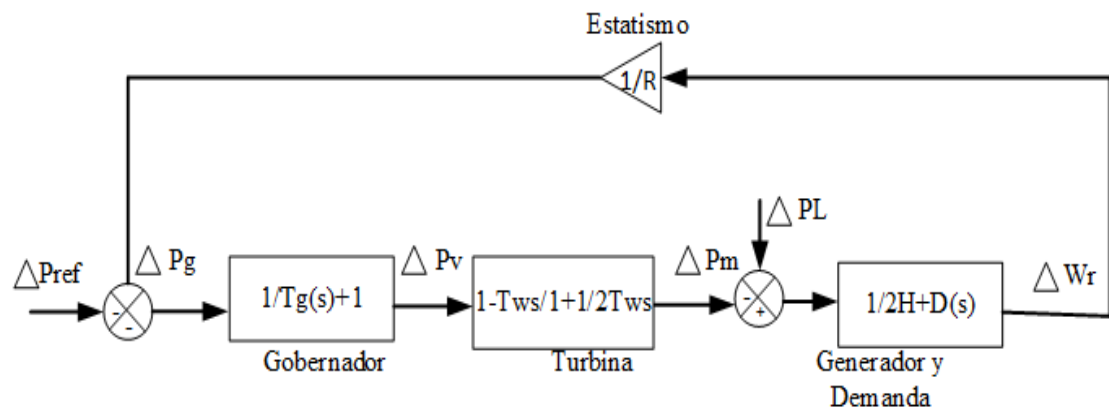 Estatismo
1/R
△ PL
△Pref
△ Pg
△ Pv
△ Pm
△ Wr
- -
1/Tg(s)+1
1-Tws/1+1/2Tws
- +
1/2H+D(s)
Gobernador
Turbina
Generador y
Demanda